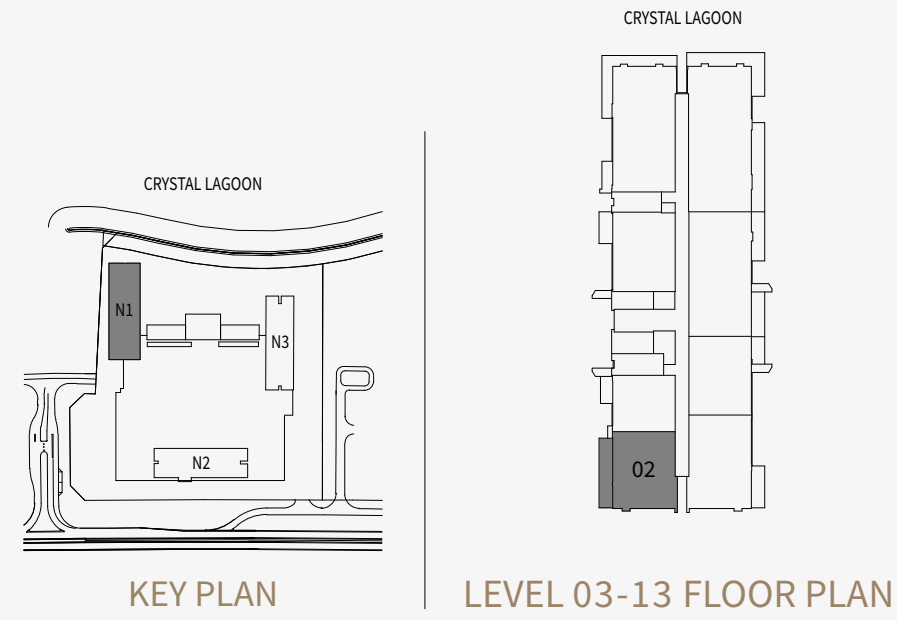 CRYSTAL LAGOON
N1
N3
N2
KEY PLAN
CRYSTAL LAGOON
02
LEVEL 03-13 FLOOR PLAN